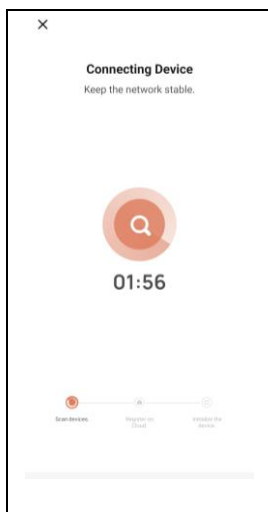 Connecting Device
Keep the network stable.
01:56
Scan devices.
Register on
Cloud.
Initialize the
device.